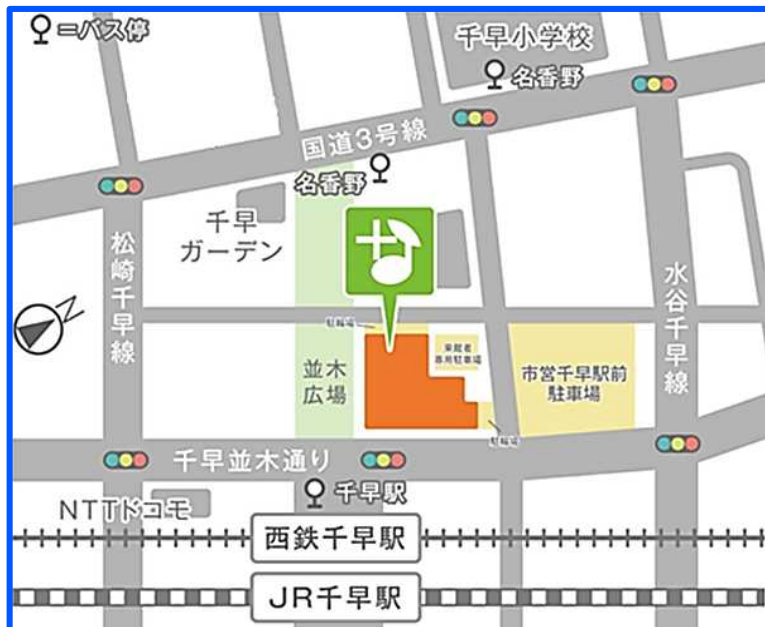 =バス停
千早小学校
名香野
国道3号線
名香野
千早
ガーデン
松崎千早線
水谷千早線
N
駐輪場
来館者
専用駐車場
並木
広場
市営千早駅前
駐車場
駐輪場
千早並木通り
千早駅
NTTドコモ
西鉄千早駅
JR千早駅